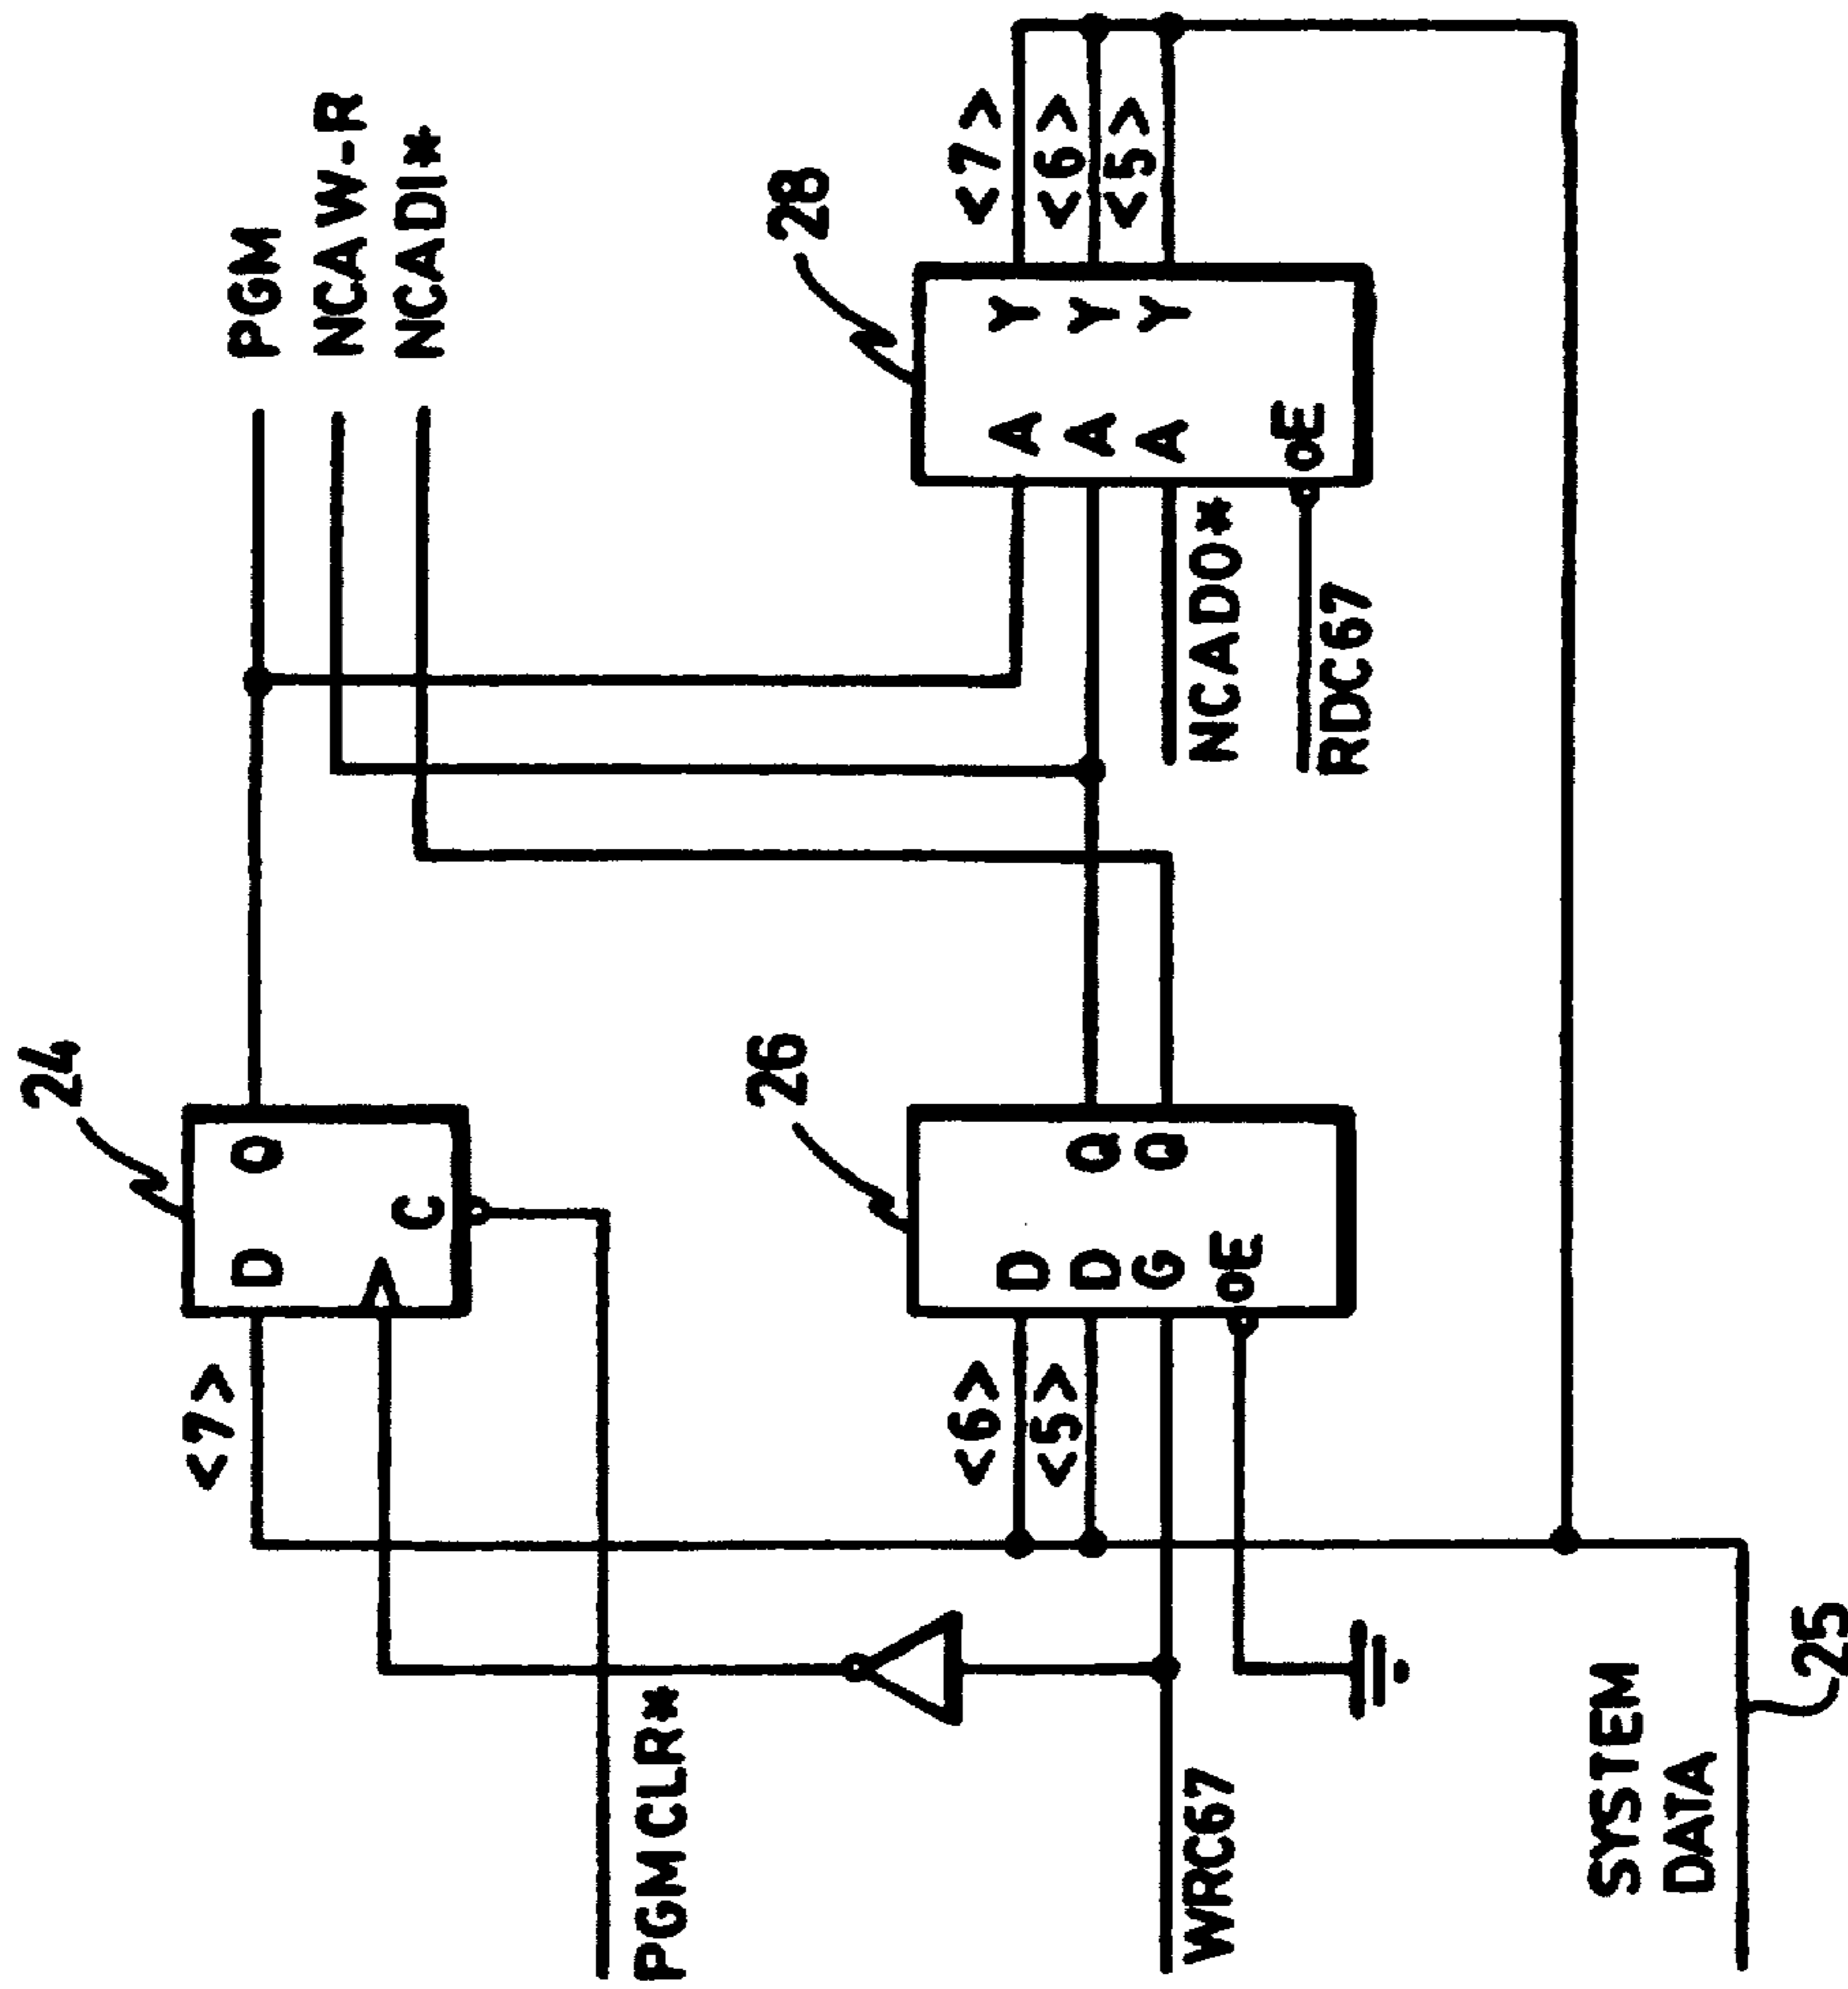 24
<7> D Q PGM
NCAW-R
C NCADI*
PGMCLR*
26 28
<6> D A Y <7>
<5> D Q A Y <6>
G Q A Y <5>
WRC67 OE NCADO* OE
RDC67
SYSTEM
DATA
25